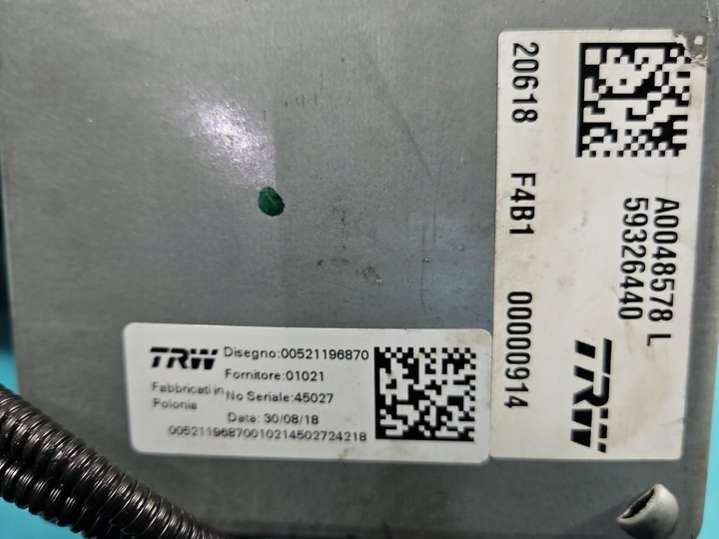 TRW
Disegno:00521196870
Fornitore:01021
Fabbricati in
Polonia
No Seriale:45027
Data: 30/08/18
00521196870010214502724218
A0048578 L
59326440
TRW
20618 F4B1 00000914